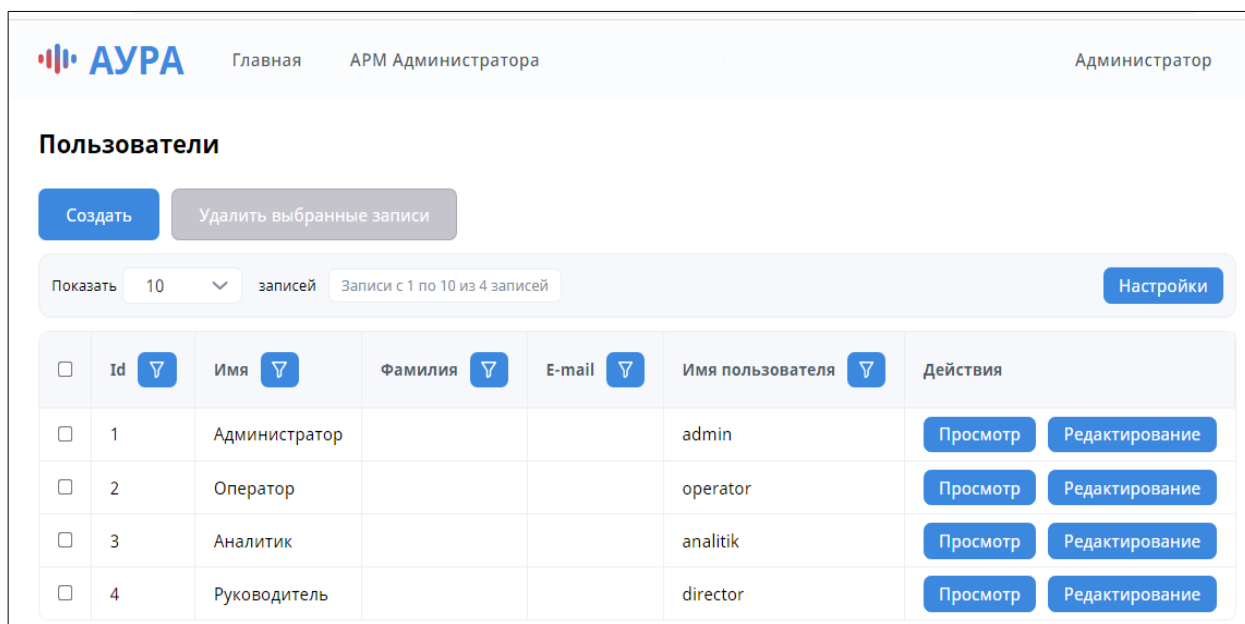 АУРА Главная АРМ Администратора Администратор
Пользователи
Создать Удалить выбранные записи
Показать 10 записей Записи с 1 по 10 из 4 записей Настройки
Id Имя Фамилия E-mail Имя пользователя Действия
1 Администратор admin Просмотр Редактирование
2 Оператор operator Просмотр Редактирование
3 Аналитик analitik Просмотр Редактирование
4 Руководитель director Просмотр Редактирование